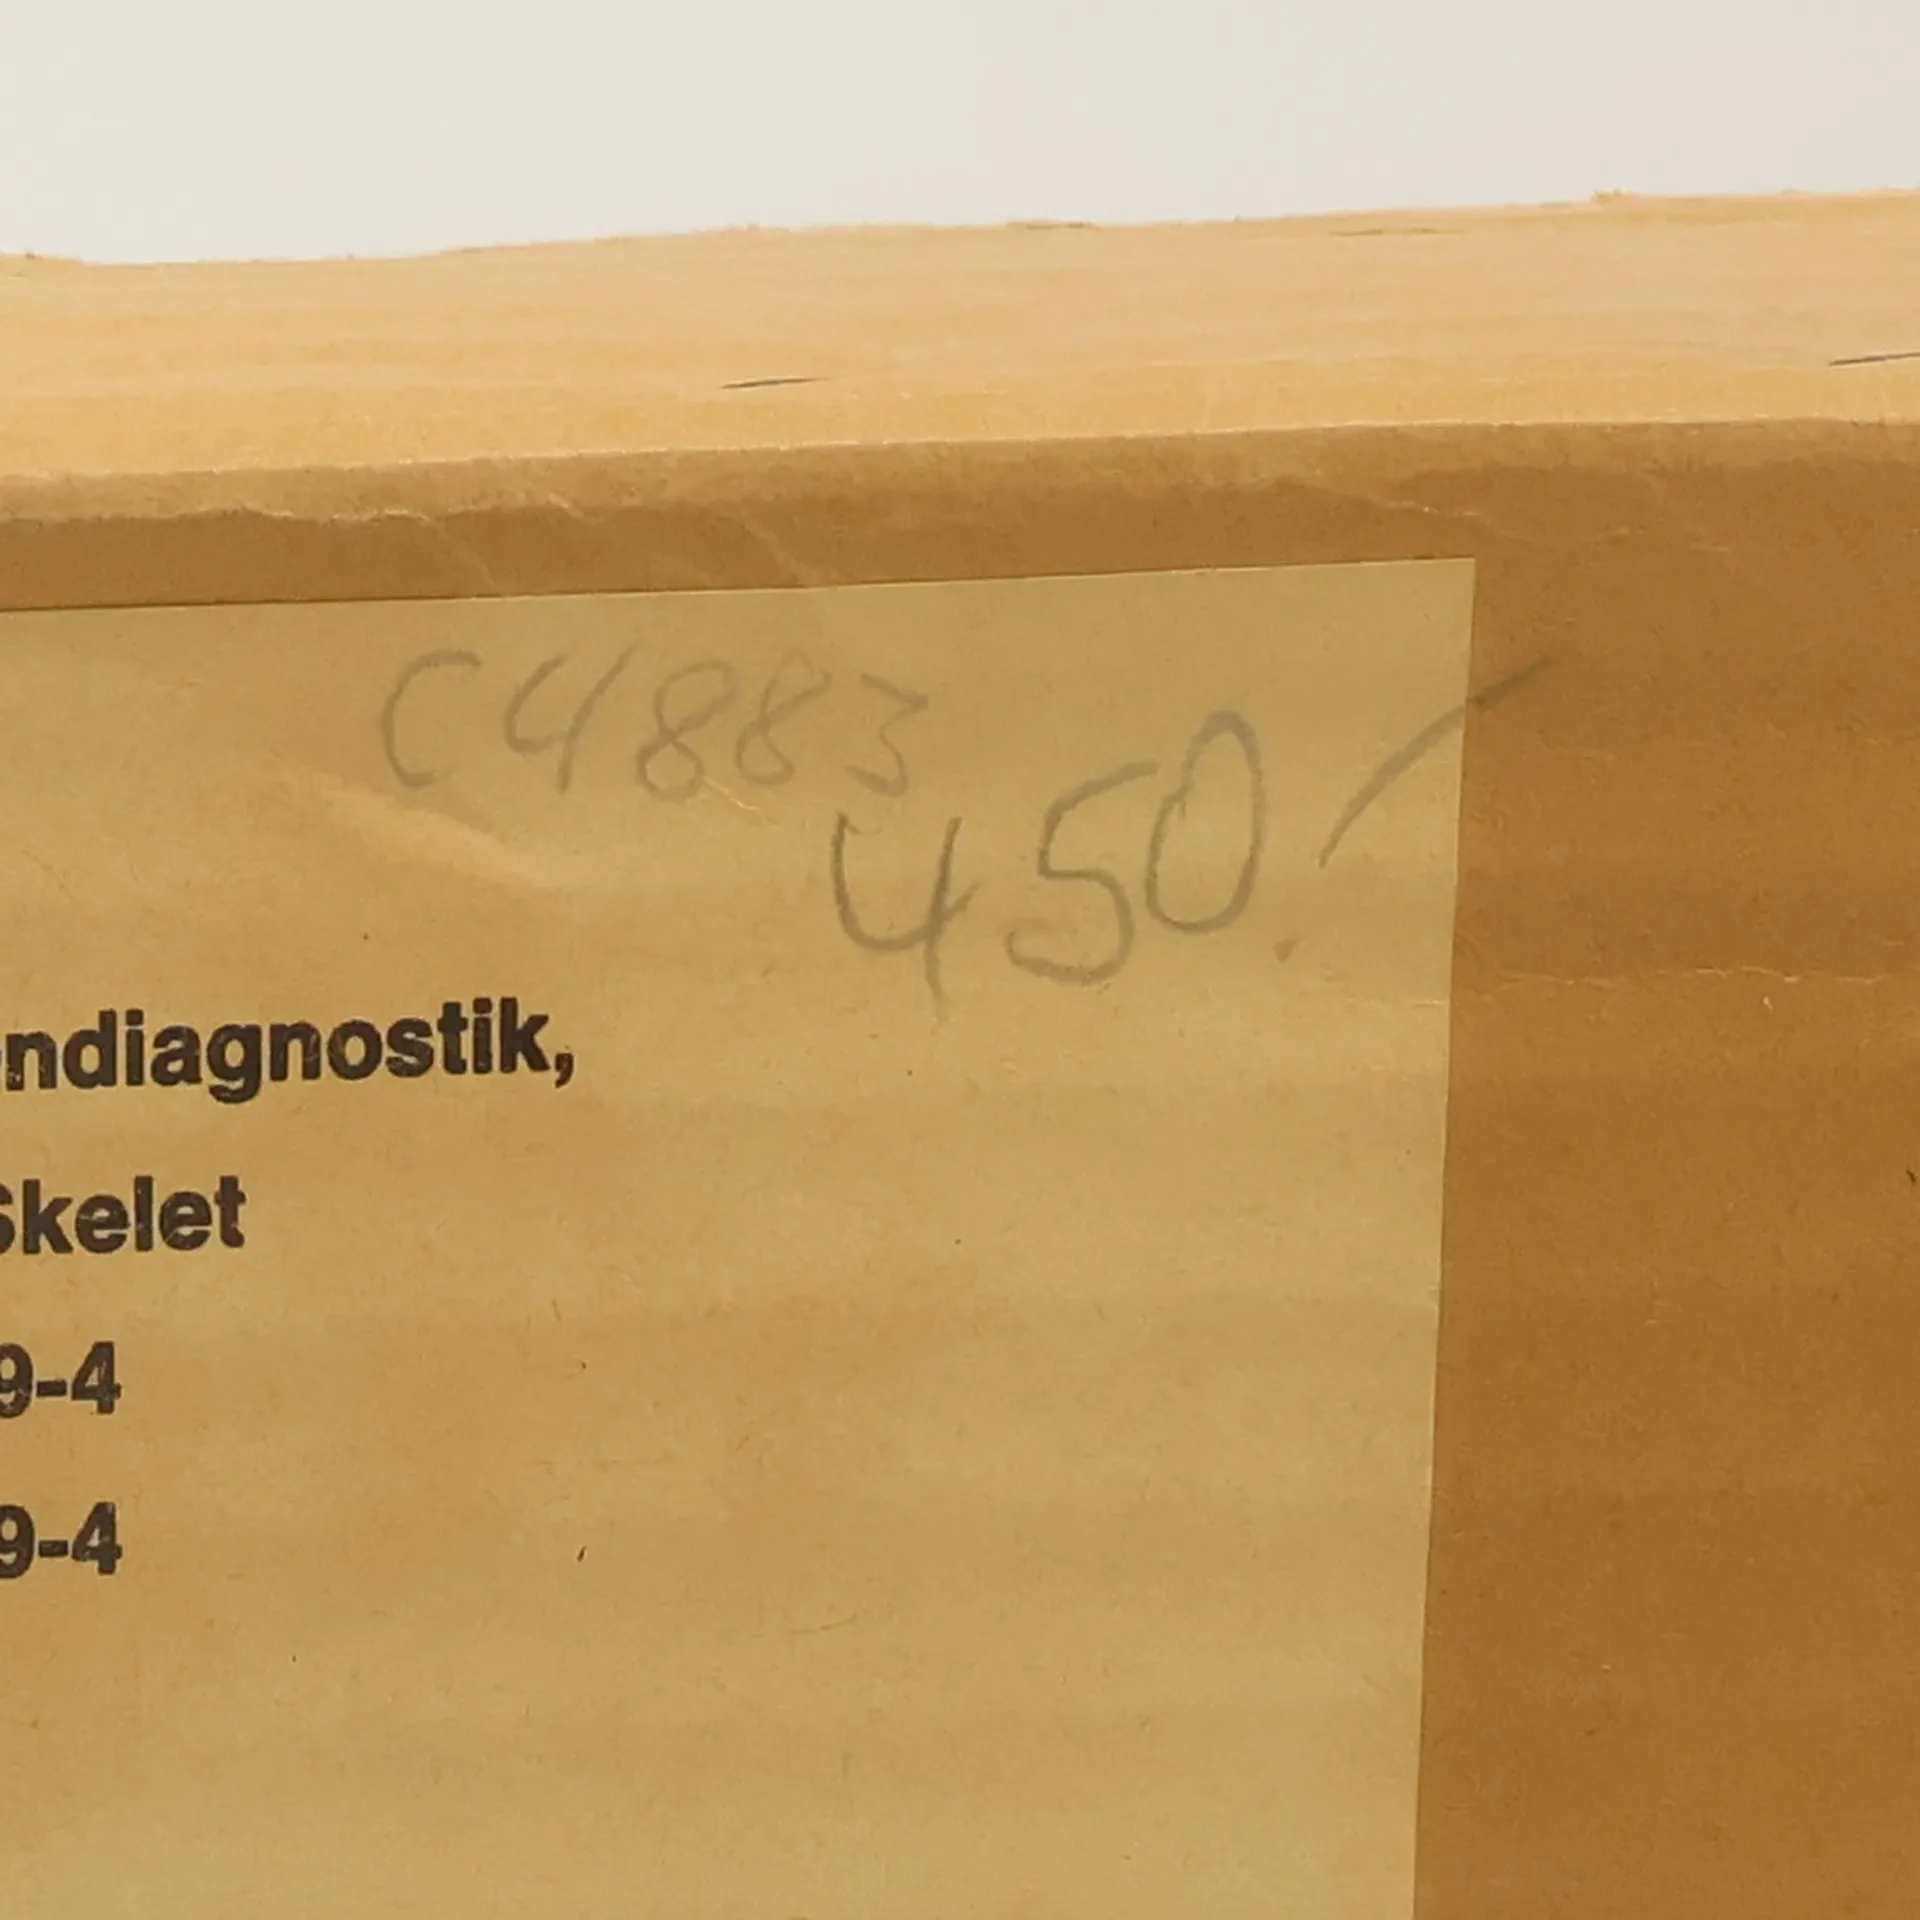 C4883
450.-
ndiagnostik,
Skelet
9-4
9-4